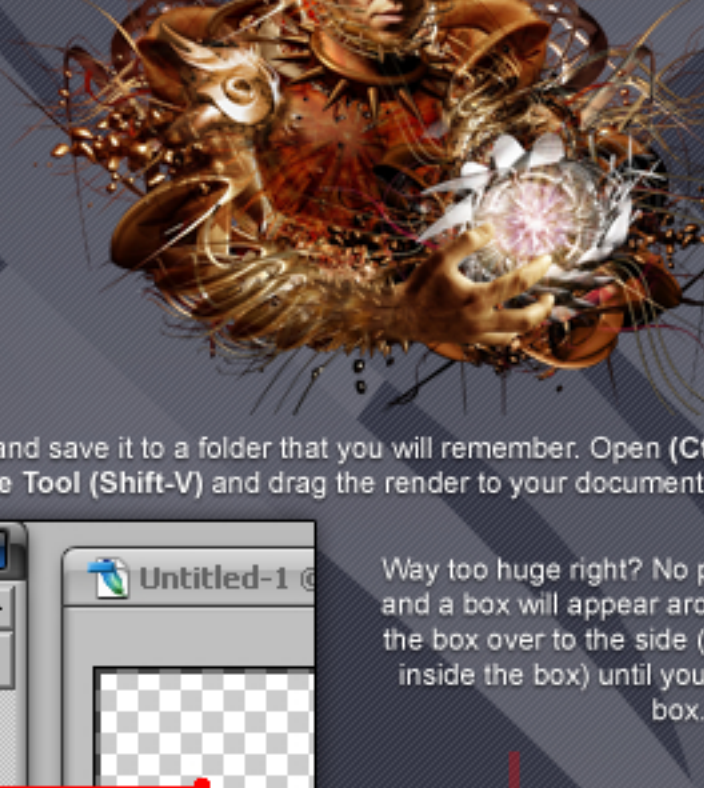 and save it to a folder that you will remember. Open
Tool (Shift-V) and drag the render to your document
Untitled-1
Way too huge right? No
and a box will appear
the box over to the side (
inside the box) until you
box.